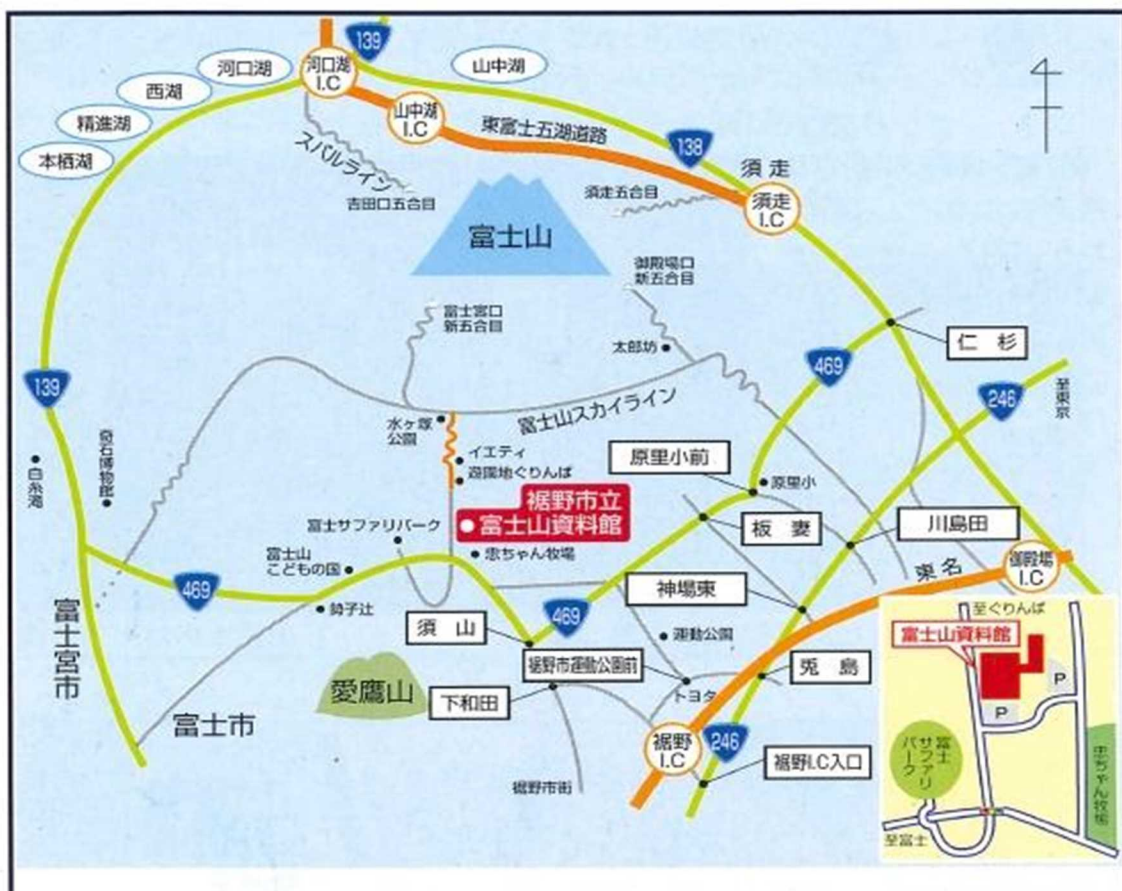 139
河口湖
I.C
山中湖
河口湖
西湖
精進湖
本栖湖
山中湖
I.C
東富士五湖道路
138
須走
須走
I.C
スバルライン
吉田口五合目
須走五合目
富士山
御殿場口
新五合目
富士宮口
新五合目
太郎坊
仁杉
469
246
至東京
139
白糸滝
奇石博物館
水ヶ塚
公園
富士山スカイライン
イエティ
遊園地ぐりんぱ
原里小前
原里小
裾野市立
富士山資料館
板妻
川島田
富士サファリパーク
忠ちゃん牧場
富士山
こどもの国
勢子辻
469
神場東
東名
御殿場
I.C
須山
469
運動公園
裾野市運動公園前
兎島
富士宮市
愛鷹山
下和田
トヨタ
富士市
裾野
I.C
246
裾野I.C入口
裾野市街
至ぐりんぱ
富士山資料館
P
P
富士
サファリ
パーク
忠ちゃん牧場
至富士